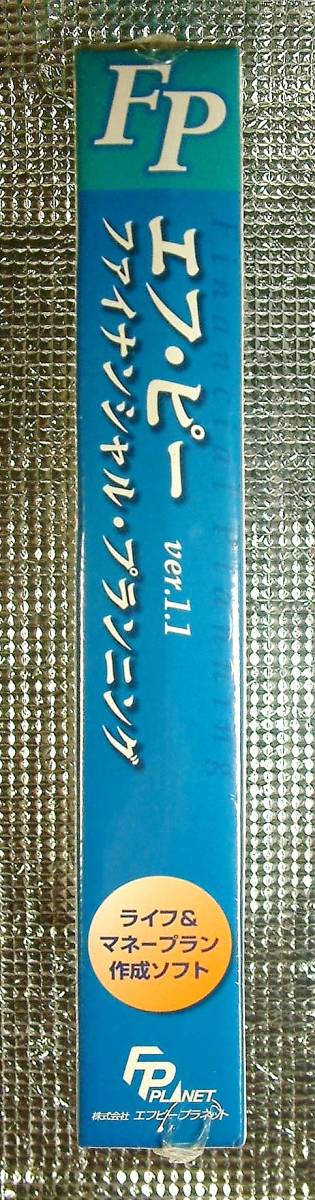 FP
エフ・ピー ver.1.1
ファイナンシャル・プランニング
Financial Planning
ライフ&
マネープラン
作成ソフト
FP PLANET
株式会社 エフピープラネット